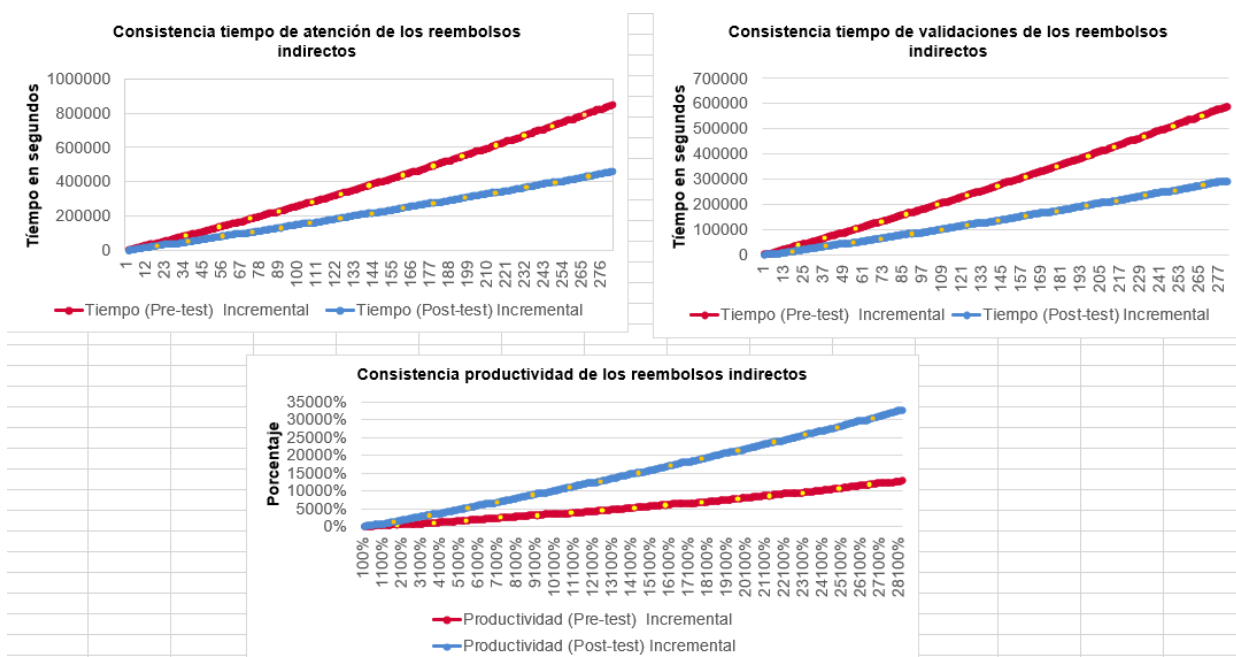 Consistencia tiempo de atención de los reembolsos
indirectos
Tíempo en segundos
1000000
800000
600000
400000
200000
0
1 12 23 34 45 56 67 78 89 100 111 122 133 144 155 166 177 188 199 210 221 232 243 254 265 276
Tiempo (Pre-test) Incremental Tiempo (Post-test) Incremental
Consistencia tiempo de validaciones de los reembolsos
indirectos
Tíempo en segundos
700000
600000
500000
400000
300000
200000
100000
0
1 13 25 37 49 61 73 85 97 109 121 133 145 157 169 181 193 205 217 229 241 253 265 277
Tiempo (Pre-test) Incremental Tiempo (Post-test) Incremental
Consistencia productividad de los reembolsos indirectos
Porcentaje
35000%
30000%
25000%
20000%
15000%
10000%
5000%
0%
100% 1100% 2100% 3100% 4100% 5100% 6100% 7100% 8100% 9100% 10100% 11100% 12100% 13100% 14100% 15100% 16100% 17100% 18100% 19100% 20100% 21100% 22100% 23100% 24100% 25100% 26100% 27100% 28100%
Productividad (Pre-test) Incremental
Productividad (Post-test) Incremental